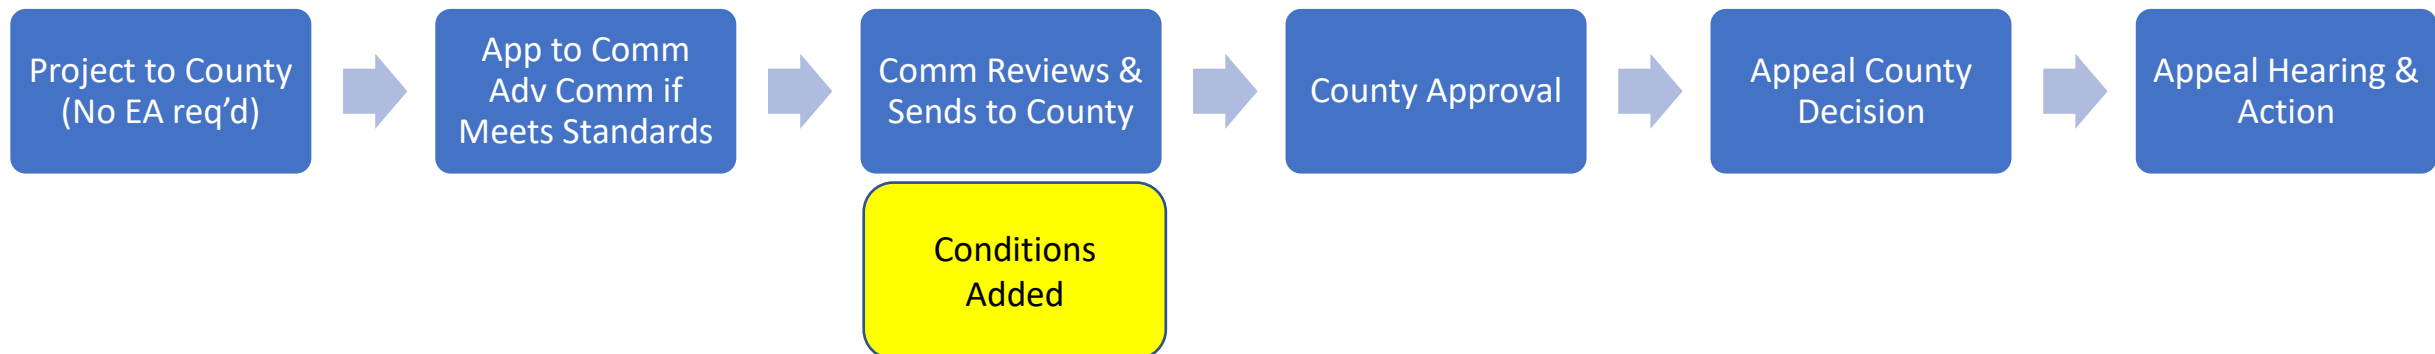 Project to County
(No EA req’d)
App to Comm
Adv Comm if
Meets Standards
Comm Reviews &
Sends to County
County Approval
Appeal County
Decision
Appeal Hearing &
Action
Conditions
Added